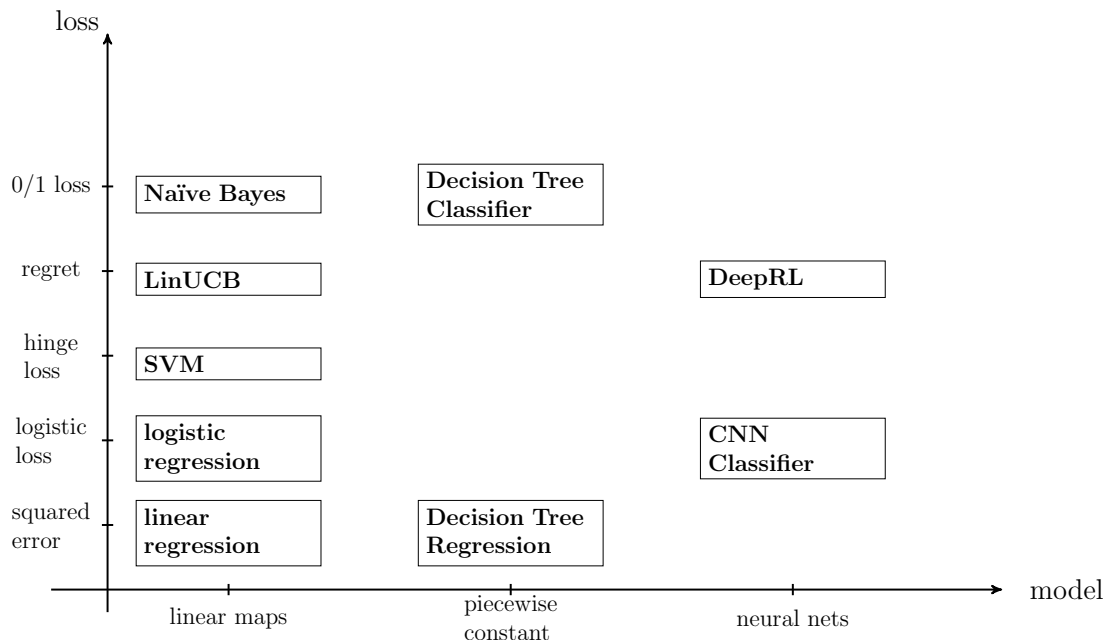 loss
0/1 loss
Naïve Bayes
Decision Tree
Classifier
regret
LinUCB
DeepRL
hinge
loss
SVM
logistic
loss
logistic
regression
CNN
Classifier
squared
error
linear
regression
Decision Tree
Regression
model
linear maps
piecewise
constant
neural nets